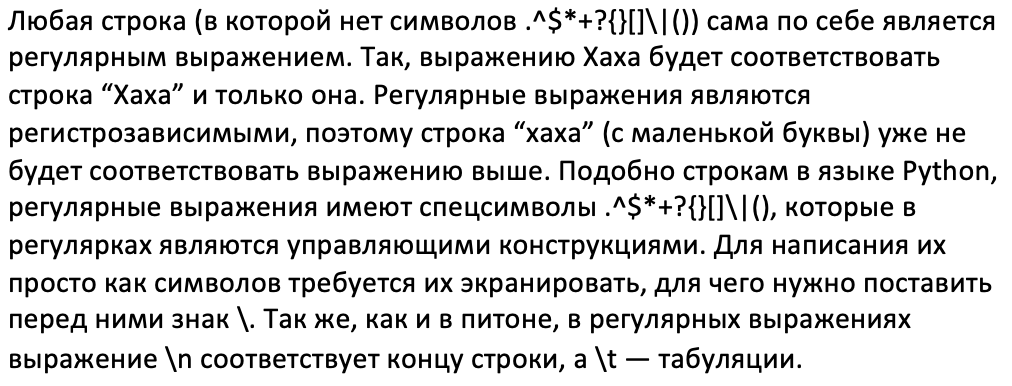 Любая строка (в которой нет символов .^$*+?{}[]\|()) сама по себе является
регулярным выражением. Так, выражению Хаха будет соответствовать
строка “Хаха” и только она. Регулярные выражения являются
регистрозависимыми, поэтому строка “хаха” (с маленькой буквы) уже не
будет соответствовать выражению выше. Подобно строкам в языке Python,
регулярные выражения имеют спецсимволы .^$*+?{}[]\|(), которые в
регулярках являются управляющими конструкциями. Для написания их
просто как символов требуется их экранировать, для чего нужно поставить
перед ними знак \. Так же, как и в питоне, в регулярных выражениях
выражение \n соответствует концу строки, а \t — табуляции.